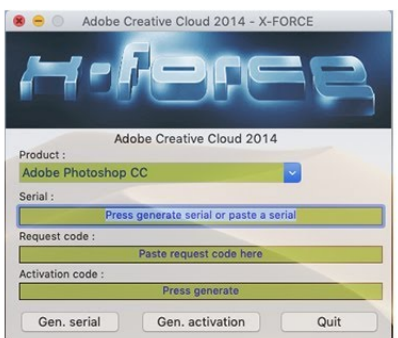 Adobe Creative Cloud 2014 - X-FORCE
X-FORCE
Adobe Creative Cloud 2014
Product :
Adobe Photoshop CC
Serial :
Press generate serial or paste a serial
Request code :
Paste request code here
Activation code :
Press generate
Gen. serial Gen. activation Quit